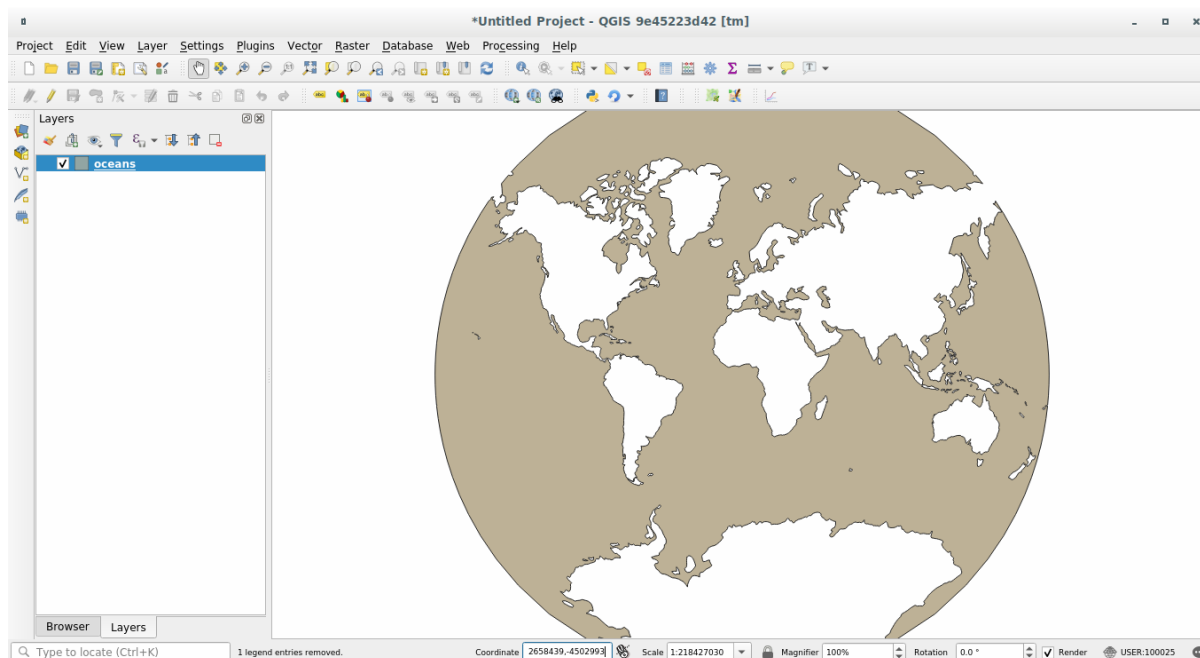 *Untitled Project - QGIS 9e45223d42 [tm]
Project Edit View Layer Settings Plugins Vector Raster Database Web Processing Help
Layers
oceans
Browser Layers
Type to locate (Ctrl+K) 1 legend entries removed. Coordinate 2658439,-4502993 Scale 1:218427030 Magnifier 100% Rotation 0.0 ° Render USER:100025